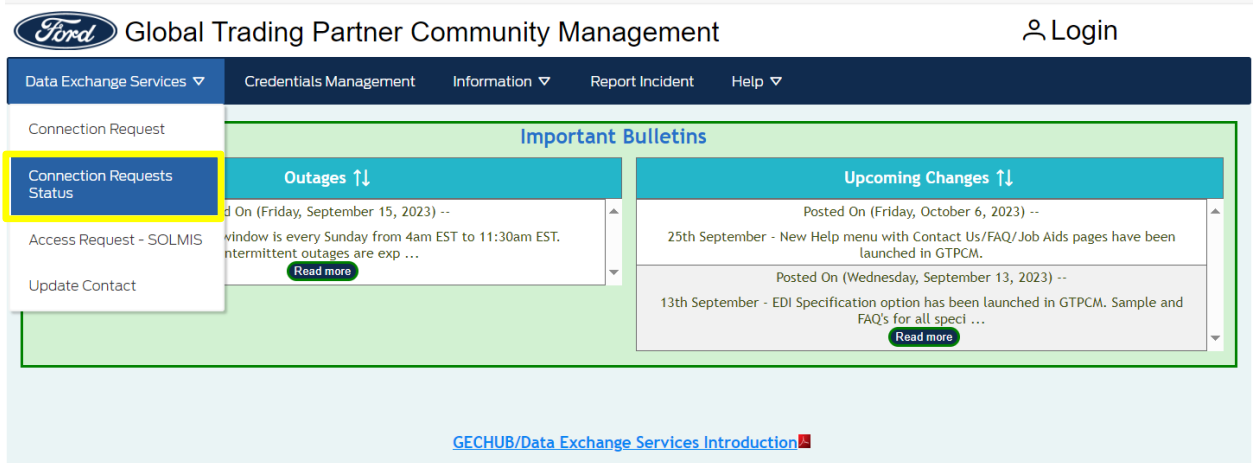 Ford Global Trading Partner Community Management
Login
Data Exchange Services
Credentials Management
Information
Report Incident
Help
Connection Request
Connection Requests
Status
Access Request - SOLMIS
Update Contact
Important Bulletins
Outages
d On (Friday, September 15, 2023) --
window is every Sunday from 4am EST to 11:30am EST.
ntermittent outages are exp ...
Read more
Upcoming Changes
Posted On (Friday, October 6, 2023) --
25th September - New Help menu with Contact Us/FAQ/Job Aids pages have been
launched in GTPCM.
Posted On (Wednesday, September 13, 2023) --
13th September - EDI Specification option has been launched in GTPCM. Sample and
FAQ's for all speci ...
Read more
GECHUB/Data Exchange Services Introduction